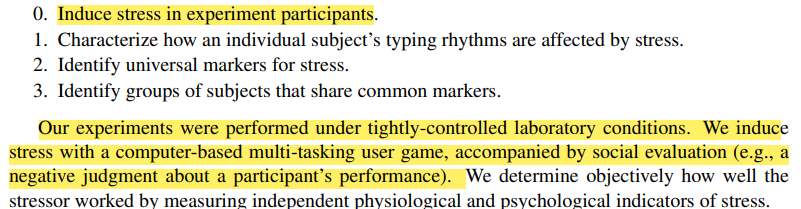 0. Induce stress in experiment participants.
1. Characterize how an individual subject's typing rhythms are affected by stress.
2. Identify universal markers for stress.
3. Identify groups of subjects that share common markers.
Our experiments were performed under tightly-controlled laboratory conditions. We induce
stress with a computer-based multi-tasking user game, accompanied by social evaluation (e.g., a
negative judgment about a participant's performance). We determine objectively how well the
stressor worked by measuring independent physiological and psychological indicators of stress.